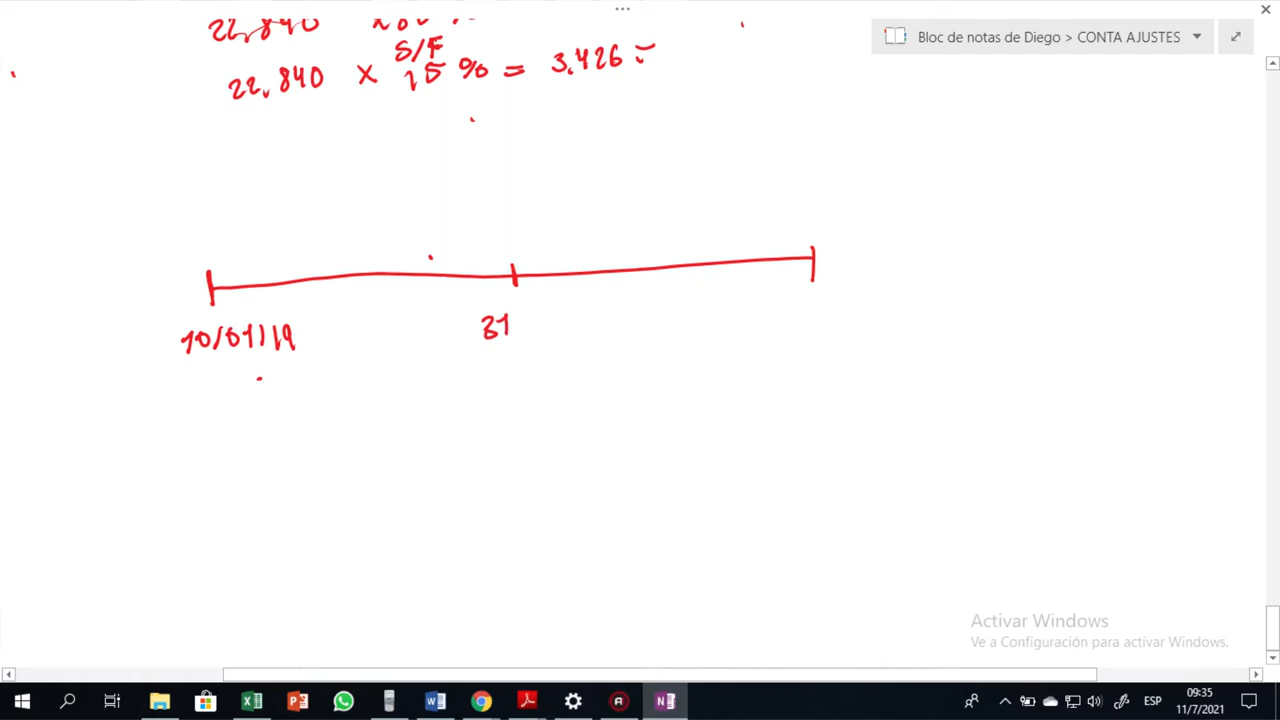 22,840
Bloc de notas de Diego > CONTA AJUSTES
S/F
22,840 x 15 % = 3.426
10/01/19
31
Activar Windows
Ve a Configuración para activar Windows.
ESP
09:35
11/7/2021